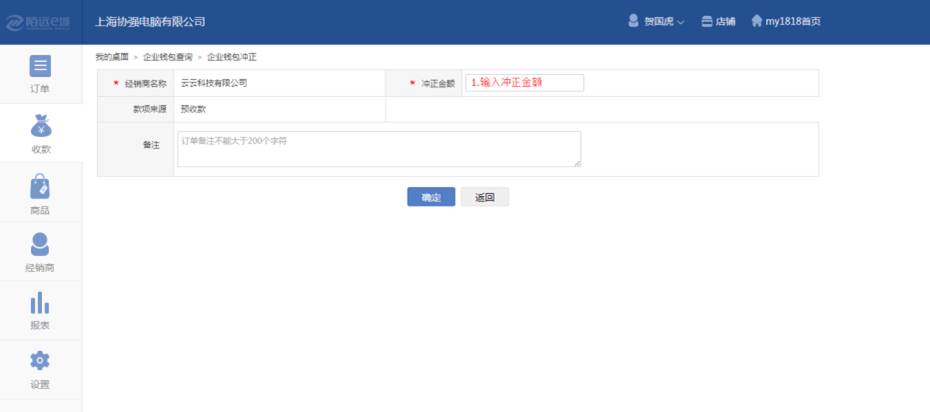 陌远e城
上海协强电脑有限公司
贺国虎
店铺
my1818首页
我的桌面 > 企业钱包查询 > 企业钱包冲正
* 经销商名称 云云科技有限公司 * 冲正金额 1.输入冲正金额
款项来源 预收款
备注 订单备注不能大于200个字符
确定 返回
订单
收款
商品
经销商
报表
设置